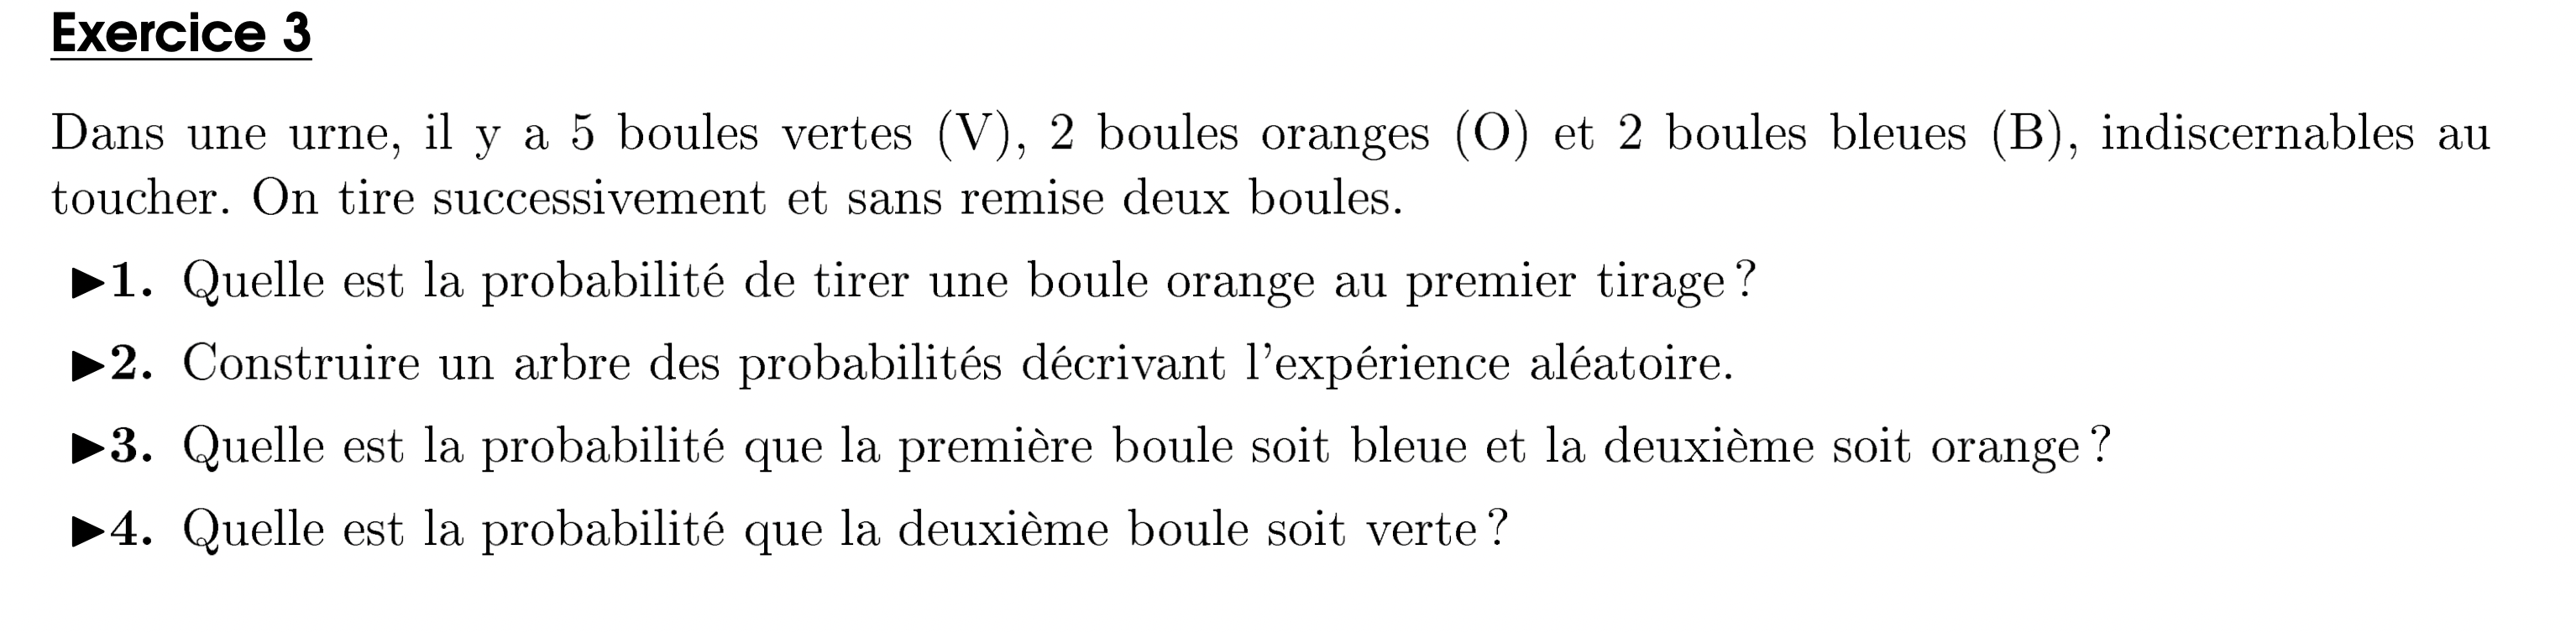 Exercice 3
Dans une urne, il y a 5 boules vertes (V), 2 boules oranges (O) et 2 boules bleues (B), indiscernables au
toucher. On tire successivement et sans remise deux boules.
▶1. Quelle est la probabilité de tirer une boule orange au premier tirage ?
▶2. Construire un arbre des probabilités décrivant l'expérience aléatoire.
▶3. Quelle est la probabilité que la première boule soit bleue et la deuxième soit orange ?
▶4. Quelle est la probabilité que la deuxième boule soit verte ?